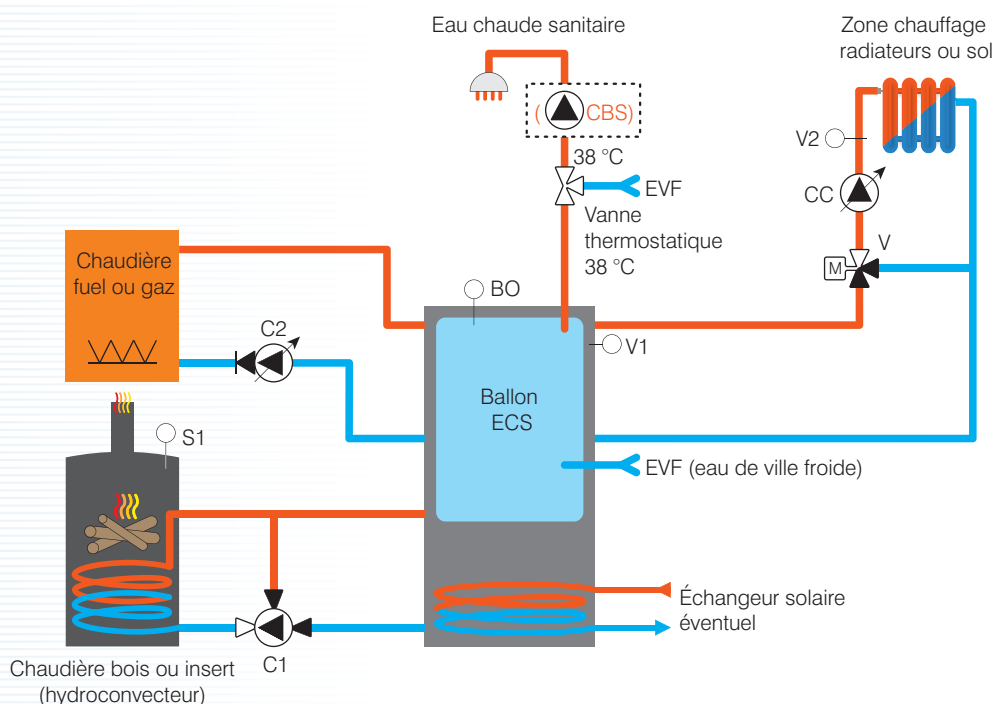 Eau chaude sanitaire
Zone chauffage
radiateurs ou sol
( CBS)
V2
38 °C
EVF
CC
Vanne
thermostatique
38 °C
V
M
Chaudière
fuel ou gaz
BO
C2
V1
Ballon
ECS
S1
EVF (eau de ville froide)
Échangeur solaire
éventuel
C1
Chaudière bois ou insert
(hydroconvecteur)